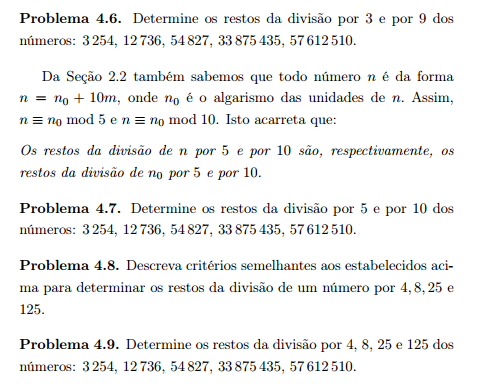 Problema 4.6. Determine os restos da divisão por 3 e por 9 dos
números: 3 254, 12 736, 54 827, 33 875 435, 57 612 510.
Da Seção 2.2 também sabemos que todo número n é da forma
n = n₀ + 10m, onde n₀ é o algarismo das unidades de n. Assim,
n ≡ n₀ mod 5 e n ≡ n₀ mod 10. Isto acarreta que:
Os restos da divisão de n por 5 e por 10 são, respectivamente, os
restos da divisão de n₀ por 5 e por 10.
Problema 4.7. Determine os restos da divisão por 5 e por 10 dos
números: 3 254, 12 736, 54 827, 33 875 435, 57 612 510.
Problema 4.8. Descreva critérios semelhantes aos estabelecidos aci-
ma para determinar os restos da divisão de um número por 4, 8, 25 e
125.
Problema 4.9. Determine os restos da divisão por 4, 8, 25 e 125 dos
números: 3 254, 12 736, 54 827, 33 875 435, 57 612 510.